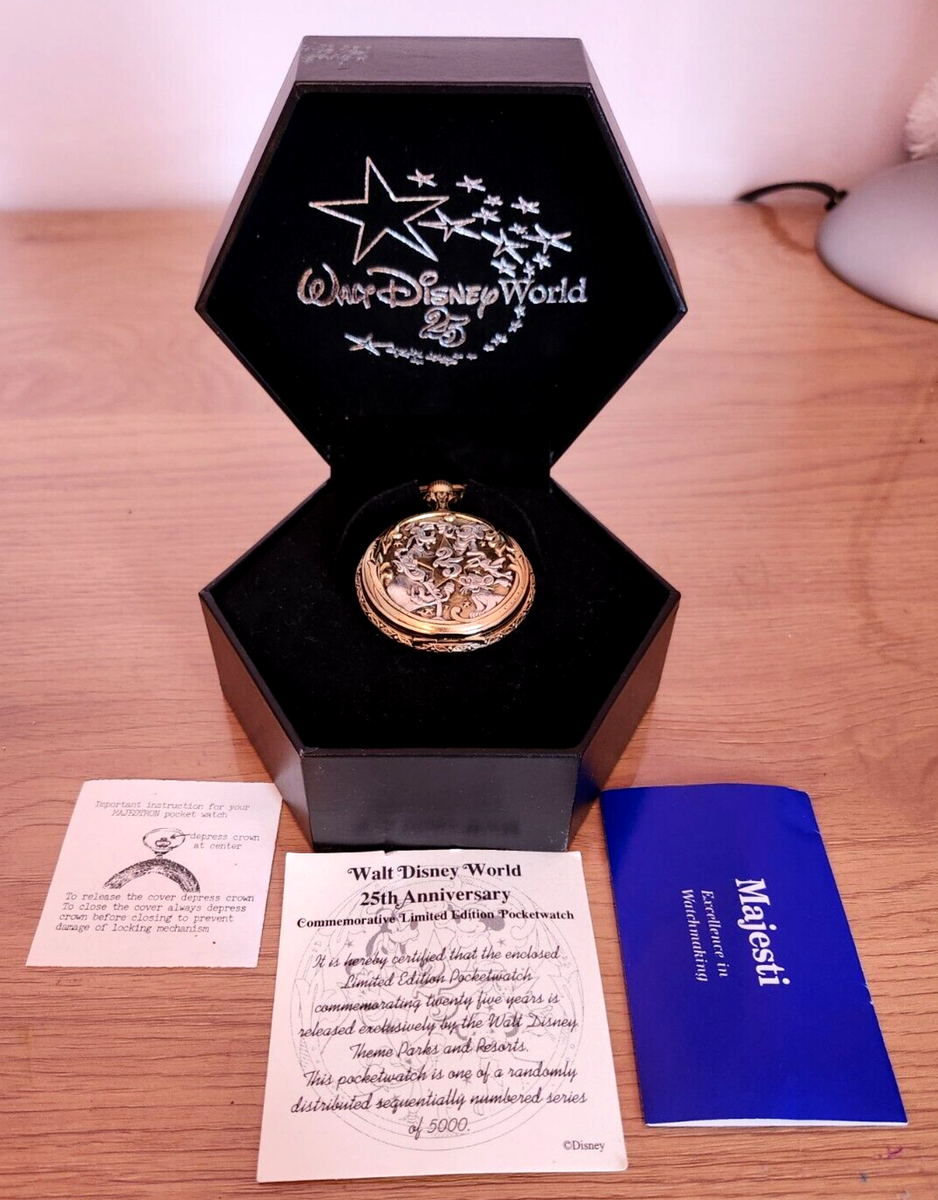 Walt Disney World
25
25
Important instruction for your
MAJEZTRON pocket watch
depress crown
at center
To release the cover depress crown
To close the cover always depress
crown before closing to prevent
damage of locking mechanism
Walt Disney World
25th Anniversary
Commemorative Limited Edition Pocketwatch
It is hereby certified that the enclosed
Limited Edition Pocketwatch
commemorating twenty five years is
released exclusively by the Walt Disney
Theme Parks and Resorts.
This pocketwatch is one of a randomly
distributed sequentially numbered series
of 5000.
©Disney
Majesti
Excellence in
Watchmaking